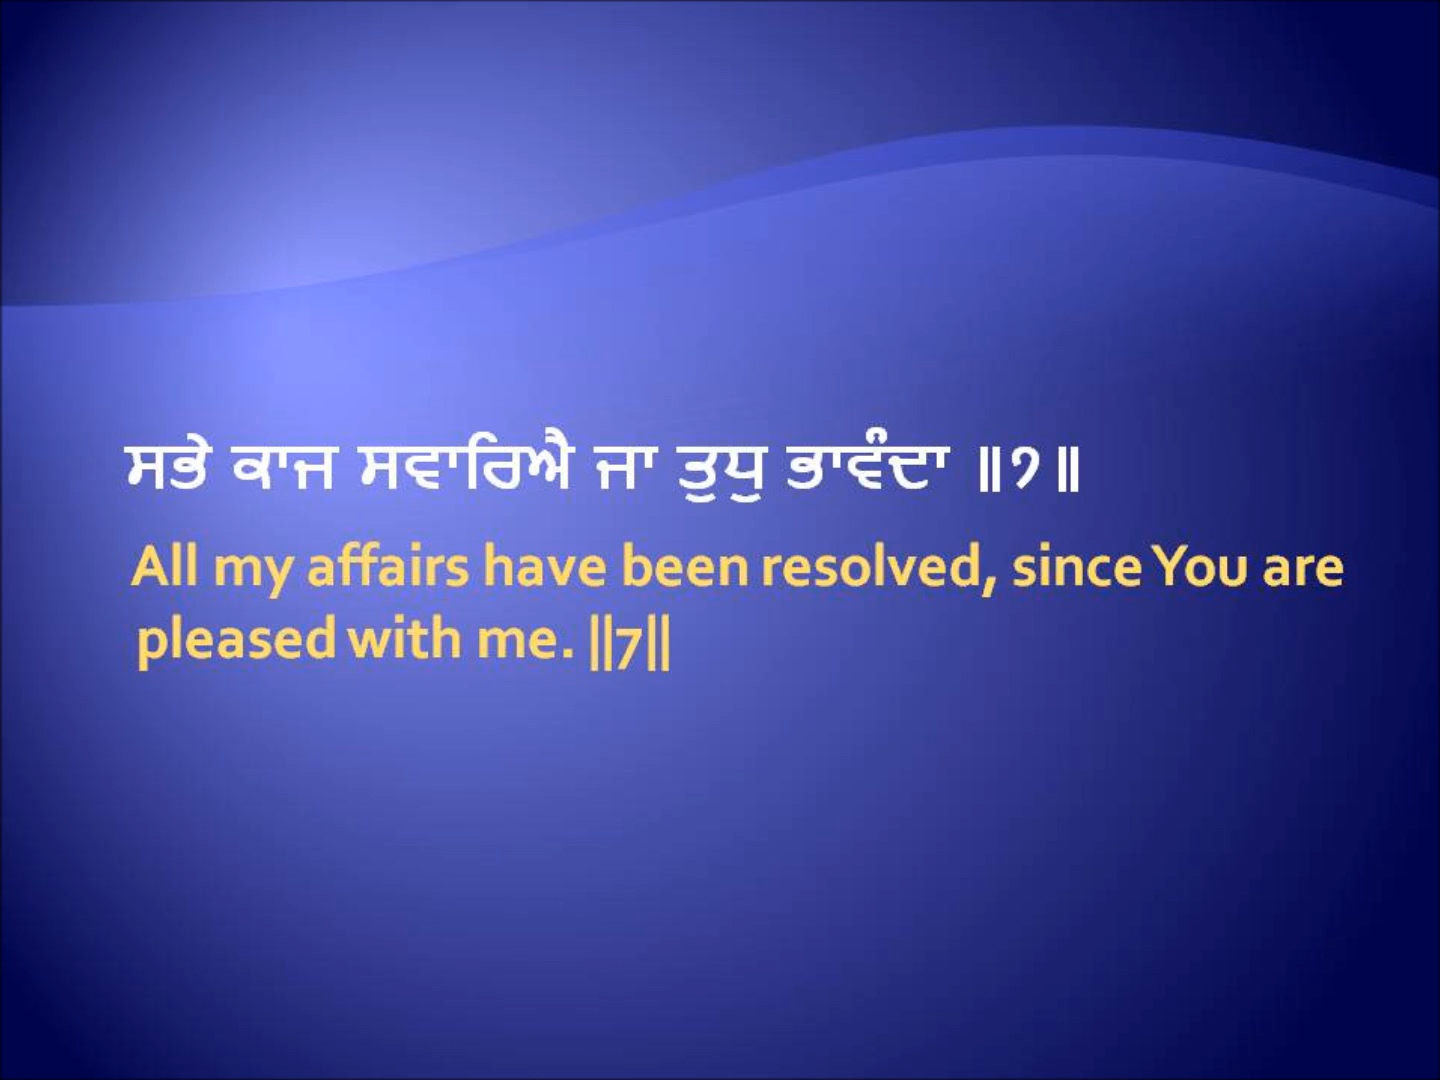 ਸਭੇ ਕਾਜ ਸਵਾਰਿਐ ਜਾ ਤੁਧੁ ਭਾਵੰਦਾ ॥੭॥
All my affairs have been resolved, since You are
pleased with me. ||7||